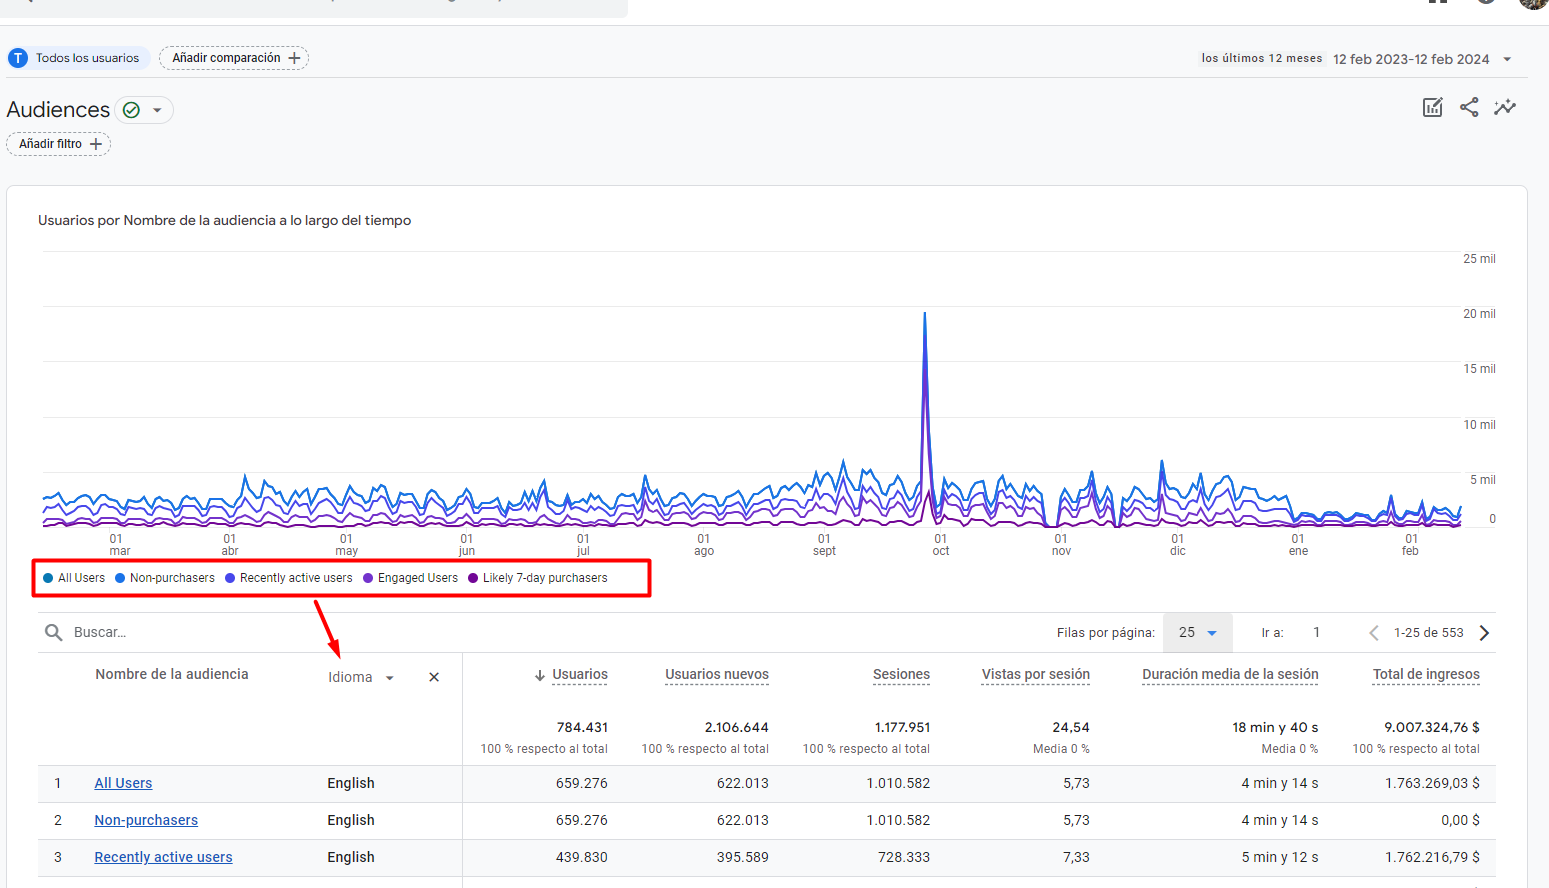 T Todos los usuarios Añadir comparación + los últimos 12 meses 12 feb 2023-12 feb 2024
Audiences
Añadir filtro +
Usuarios por Nombre de la audiencia a lo largo del tiempo
25 mil
20 mil
15 mil
10 mil
5 mil
0
01 mar 01 abr 01 may 01 jun 01 jul 01 ago 01 sept 01 oct 01 nov 01 dic 01 ene 01 feb
All Users Non-purchasers Recently active users Engaged Users Likely 7-day purchasers
Buscar... Filas por página: 25 Ir a: 1 1-25 de 553
Nombre de la audiencia Idioma Usuarios Usuarios nuevos Sesiones Vistas por sesión Duración media de la sesión Total de ingresos
784.431 2.106.644 1.177.951 24,54 18 min y 40 s 9.007.324,76 $
100 % respecto al total 100 % respecto al total 100 % respecto al total Media 0 % Media 0 % 100 % respecto al total
1 All Users English 659.276 622.013 1.010.582 5,73 4 min y 14 s 1.763.269,03 $
2 Non-purchasers English 659.276 622.013 1.010.582 5,73 4 min y 14 s 0,00 $
3 Recently active users English 439.830 395.589 728.333 7,33 5 min y 12 s 1.762.216,79 $